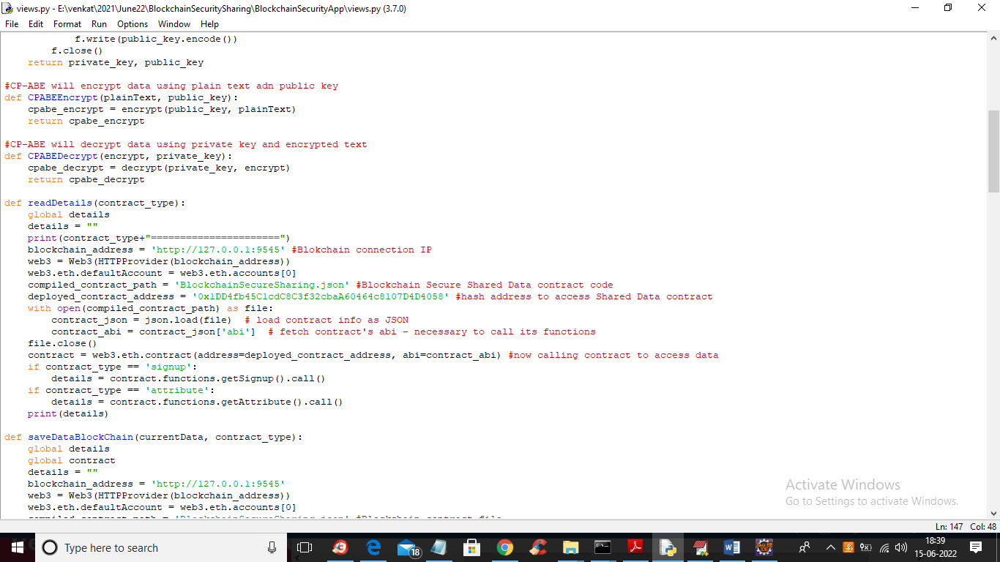 views.py - E:\venkat\2021\June22\BlockchainSecuritySharing\BlockchainSecurityApp\views.py (3.7.0)
File Edit Format Run Options Window Help
            f.write(public_key.encode())
        f.close()
    return private_key, public_key

#CP-ABE will encrypt data using plain text adn public key
def CPABEEncrypt(plainText, public_key):
    cpabe_encrypt = encrypt(public_key, plainText)
    return cpabe_encrypt

#CP-ABE will decrypt data using private key and encrypted text
def CPABEDecrypt(encrypt, private_key):
    cpabe_decrypt = decrypt(private_key, encrypt)
    return cpabe_decrypt

def readDetails(contract_type):
    global details
    details = ""
    print(contract_type+"======================")
    blockchain_address = 'http://127.0.0.1:9545' #Blokchain connection IP
    web3 = Web3(HTTPProvider(blockchain_address))
    web3.eth.defaultAccount = web3.eth.accounts[0]
    compiled_contract_path = 'BlockchainSecureSharing.json' #Blockchain Secure Shared Data contract code
    deployed_contract_address = '0x1DD4fb45C1cdC8C3f32cbaA60464c8107D4D4058' #hash address to access Shared Data contract
    with open(compiled_contract_path) as file:
        contract_json = json.load(file)  # load contract info as JSON
        contract_abi = contract_json['abi']  # fetch contract's abi - necessary to call its functions
    file.close()
    contract = web3.eth.contract(address=deployed_contract_address, abi=contract_abi) #now calling contract to access data
    if contract_type == 'signup':
        details = contract.functions.getSignup().call()
    if contract_type == 'attribute':
        details = contract.functions.getAttribute().call()
    print(details)

def saveDataBlockChain(currentData, contract_type):
    global details
    global contract
    details = ""
    blockchain_address = 'http://127.0.0.1:9545'
    web3 = Web3(HTTPProvider(blockchain_address))
    web3.eth.defaultAccount = web3.eth.accounts[0]
Activate Windows
Go to Settings to activate Windows.
Ln: 147 Col: 48
Type here to search
18
18:39
15-06-2022